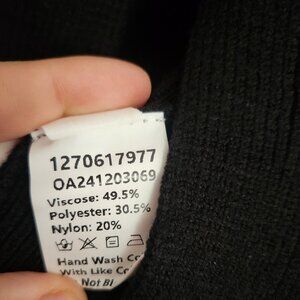 1270617977
OA241203069
Viscose: 49.5%
Polyester: 30.5%
Nylon: 20%
Hand Wash
With Like
Not